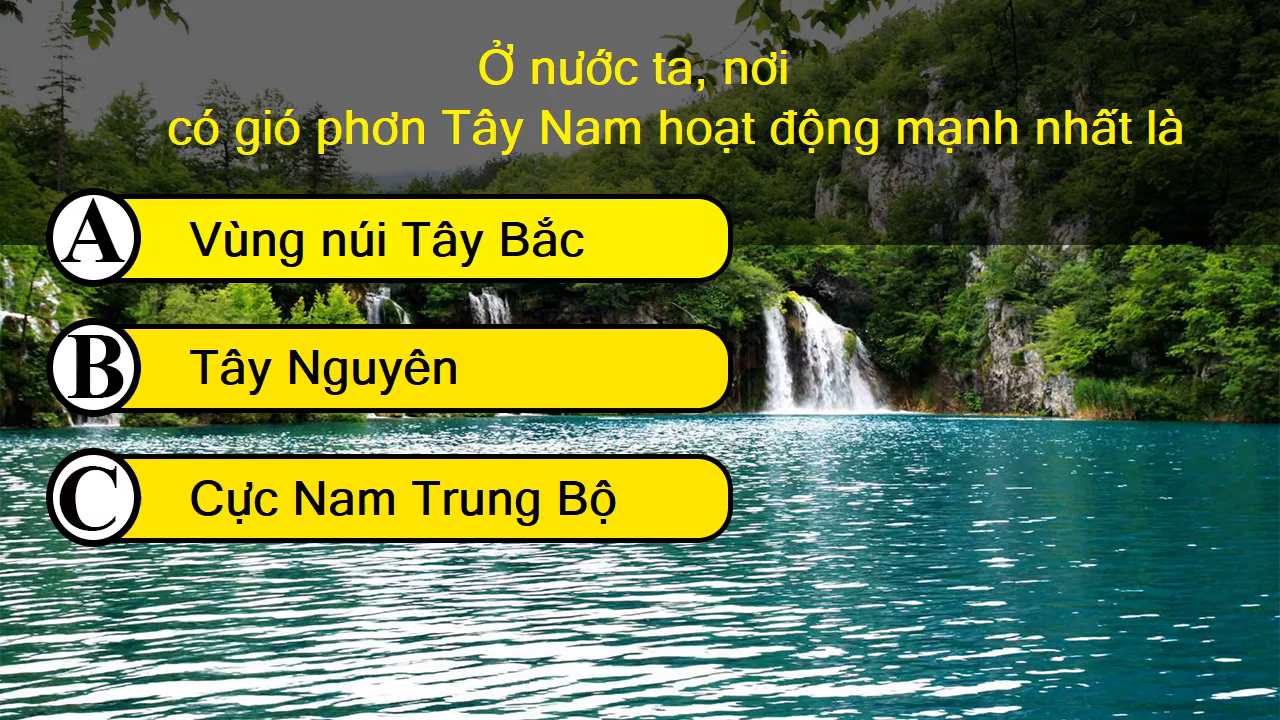 Ở nước ta, nơi
có gió phơn Tây Nam hoạt động mạnh nhất là
A Vùng núi Tây Bắc
B Tây Nguyên
C Cực Nam Trung Bộ